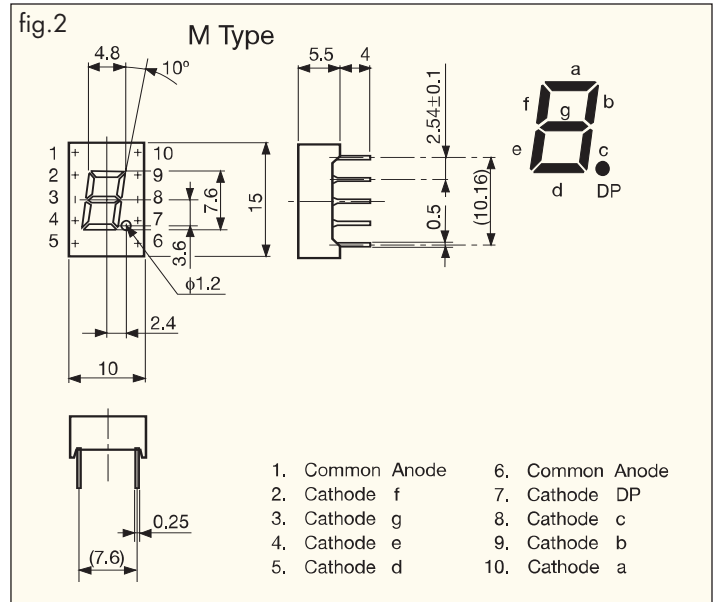 fig.2
M Type
4.8
10°
5.5
4
2.54±0.1
a
f
b
g
e
c
d
DP
1
10
2
9
3
8
4
7
5
6
7.6
15
3.6
0.5
(10.16)
ϕ1.2
2.4
10
0.25
(7.6)
1. Common Anode
2. Cathode f
3. Cathode g
4. Cathode e
5. Cathode d
6. Common Anode
7. Cathode DP
8. Cathode c
9. Cathode b
10. Cathode a